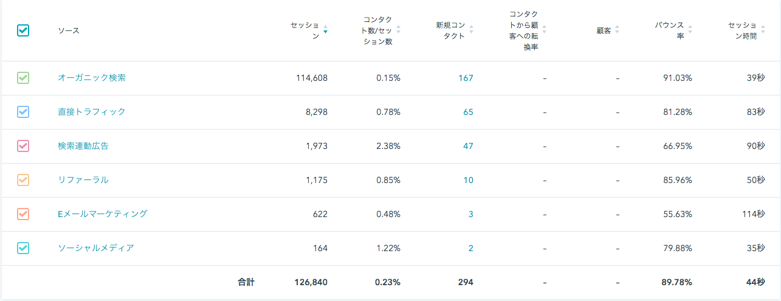 ソース セッション コンタクト数/セッション数 新規コンタクト コンタクトから顧客への転換率 顧客 バウンス率 セッション時間
オーガニック検索 114,608 0.15% 167 - - 91.03% 39秒
直接トラフィック 8,298 0.78% 65 - - 81.28% 83秒
検索連動広告 1,973 2.38% 47 - - 66.95% 90秒
リファーラル 1,175 0.85% 10 - - 85.96% 50秒
Eメールマーケティング 622 0.48% 3 - - 55.63% 114秒
ソーシャルメディア 164 1.22% 2 - - 79.88% 35秒
合計 126,840 0.23% 294 - - 89.78% 44秒